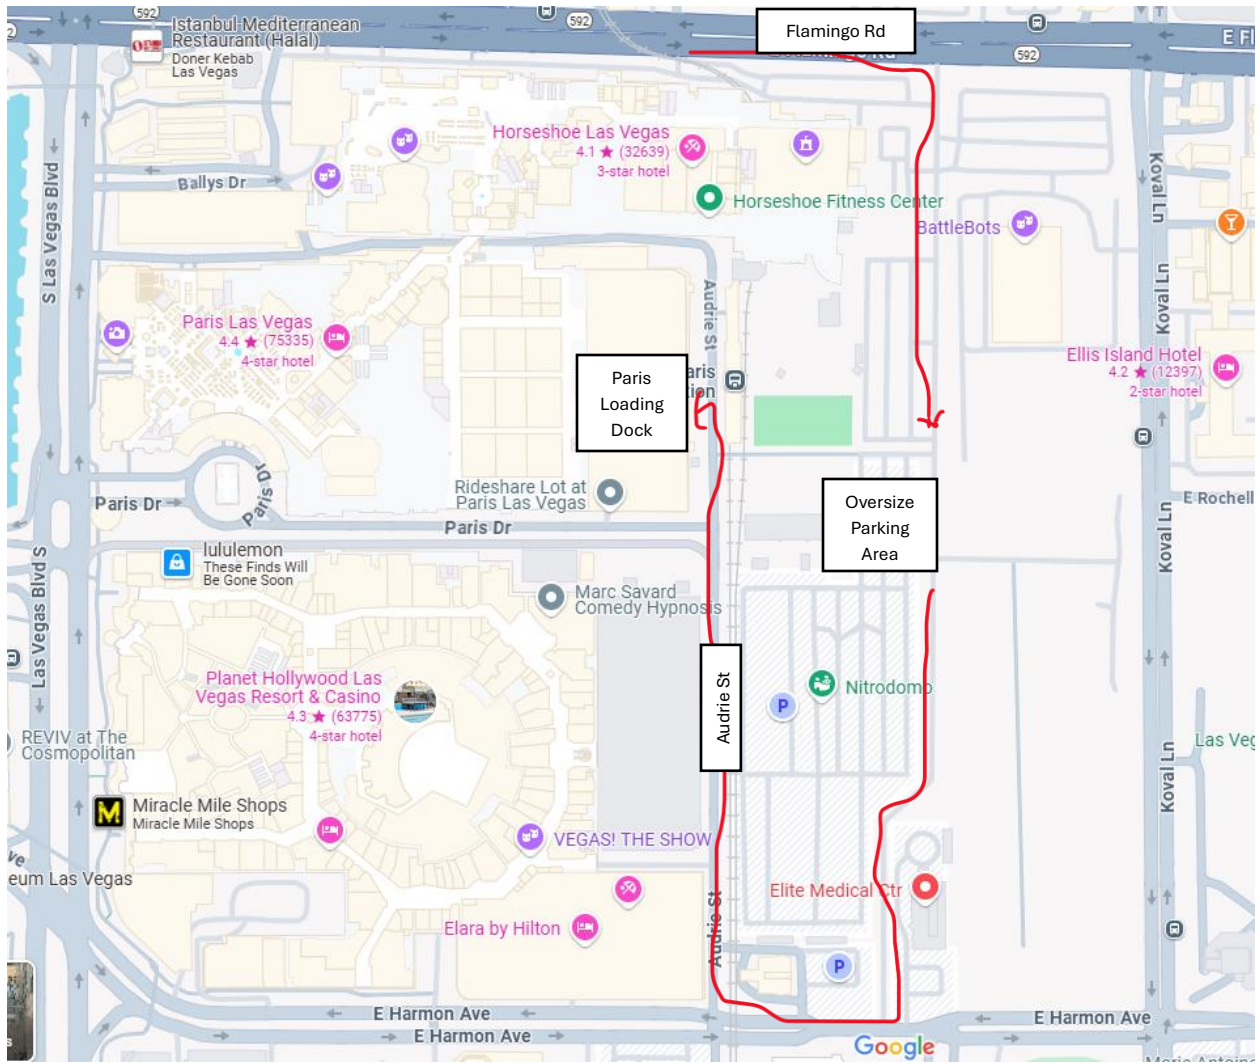 592
592
Flamingo Rd
E Fl
592
Istanbul Mediterranean
Restaurant (Halal)
Doner Kebab
Las Vegas
Horseshoe Las Vegas
4.1 ★ (32639)
3-star hotel
Ballys Dr
Horseshoe Fitness Center
BattleBots
Koval Ln
S Las Vegas Blvd
Audrie St
Koval Ln
Paris Las Vegas
4.4 ★ (75335)
4-star hotel
Ellis Island Hotel
4.2 ★ (12397)
2-star hotel
Paris
Loading
Dock
Paris Dr
Paris Dr
Rideshare Lot at
Paris Las Vegas
Paris Dr
Oversize
Parking
Area
E Rochell
Koval Ln
lululemon
These Finds Will
Be Gone Soon
Marc Savard
Comedy Hypnosis
Las Vegas Blvd S
Planet Hollywood Las
Vegas Resort & Casino
4.3 ★ (63775)
4-star hotel
Audrie St
Nitrodomo
P
REVIV at The
Cosmopolitan
Las Veg
Koval Ln
M
Miracle Mile Shops
Miracle Mile Shops
VEGAS! THE SHOW
eum Las Vegas
Elite Medical Ctr
Elara by Hilton
Audrie St
P
E Harmon Ave
E Harmon Ave
E Harmon Ave
Google